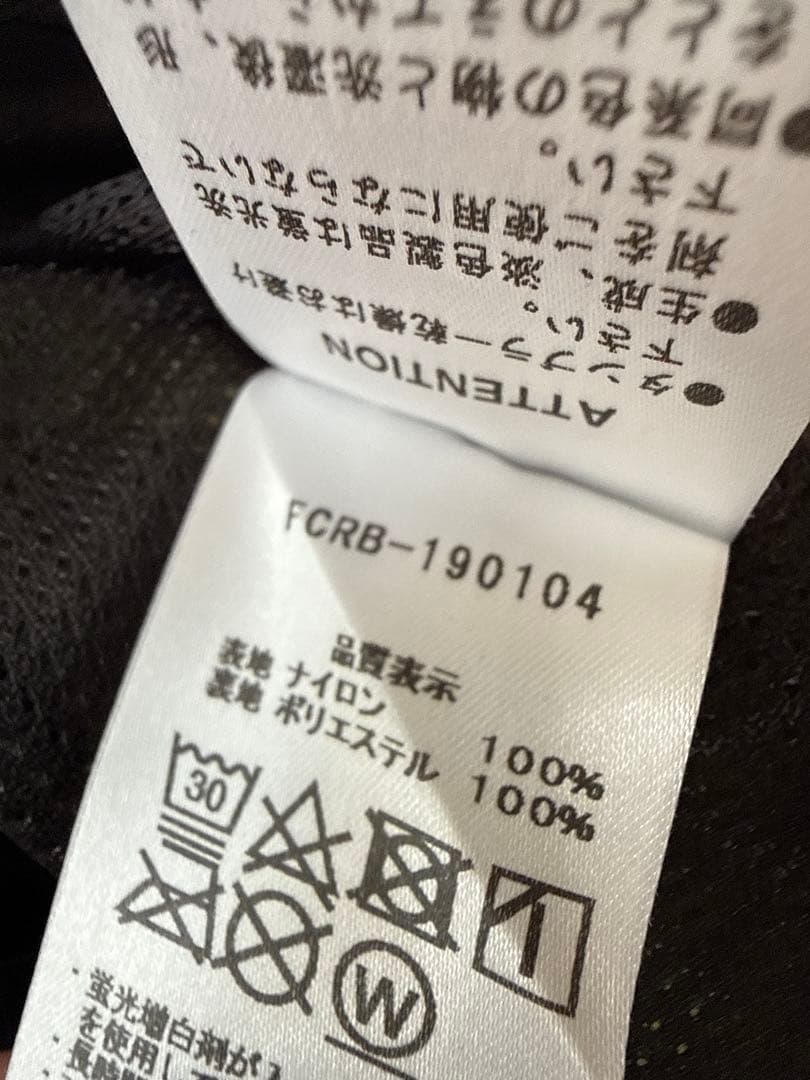 ATTENTION
●タンブラー乾燥はお避け
下さい。
●生成、淡色製品は蛍光洗
剤をご使用にならないで
下さい。
●同系色の物と洗濯後、形
を
FCRB-190104
品質表示
表地 ナイロン 100%
裏地 ポリエステル 100%
30
W
・蛍光増白剤が
を使用し
・長時間